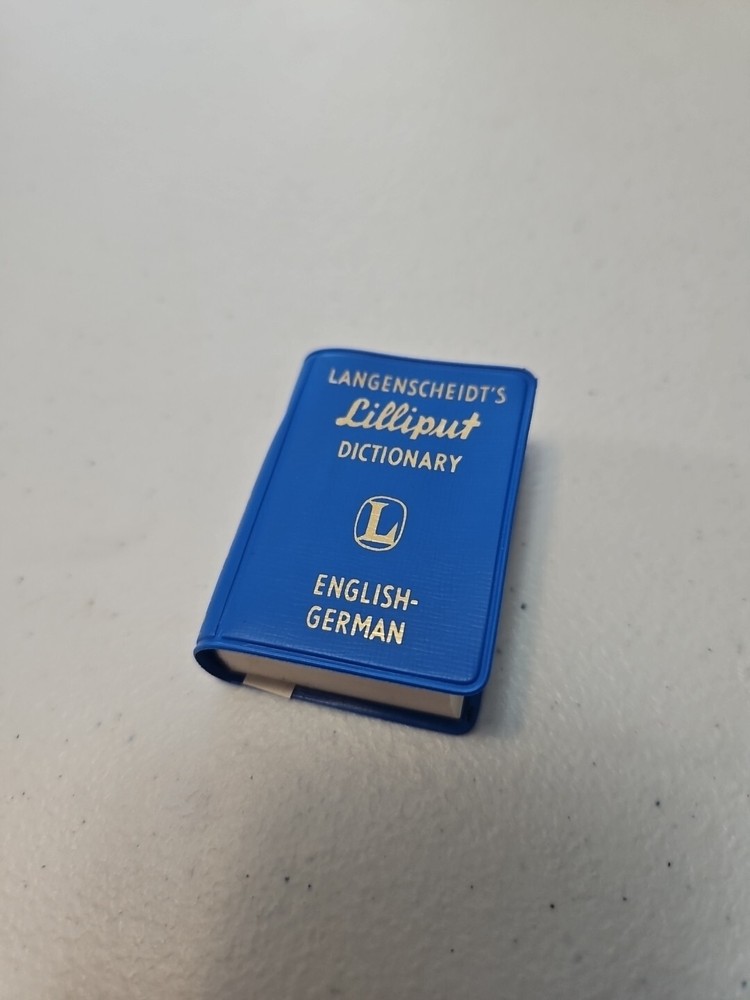 LANGENSCHEIDT'S
Lilliput
DICTIONARY
L
ENGLISH-
GERMAN